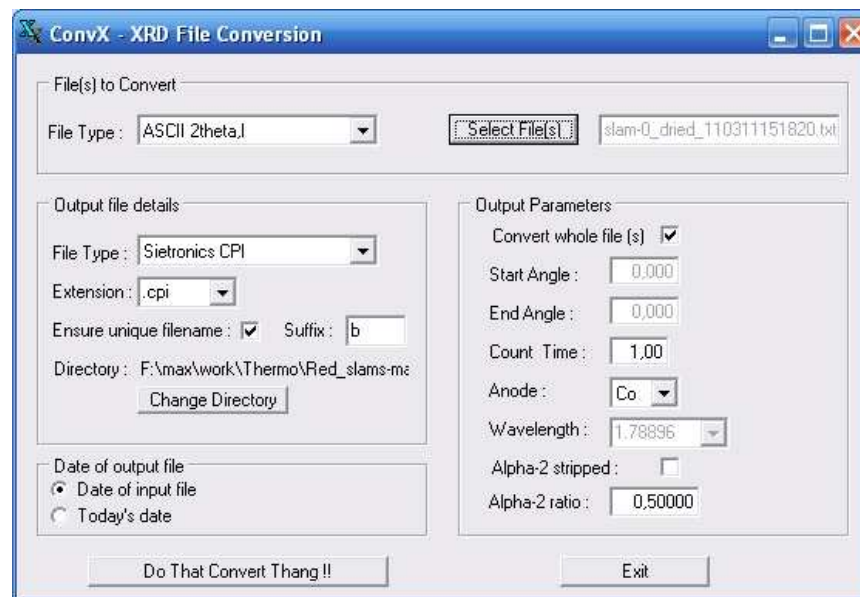 ConvX - XRD File Conversion
File(s) to Convert
File Type : ASCII 2theta,I Select File(s) slam-0_dried_110311151820.txt
Output file details
File Type : Sietronics CPI
Extension : .cpi
Ensure unique filename : Suffix : b
Directory : F:\max\work\Thermo\Red_slams-ma
Change Directory
Date of output file
Date of input file
Today's date
Output Parameters
Convert whole file (s)
Start Angle : 0,000
End Angle : 0,000
Count Time : 1,00
Anode : Co
Wavelength : 1.78896
Alpha-2 stripped :
Alpha-2 ratio : 0,50000
Do That Convert Thang !!
Exit